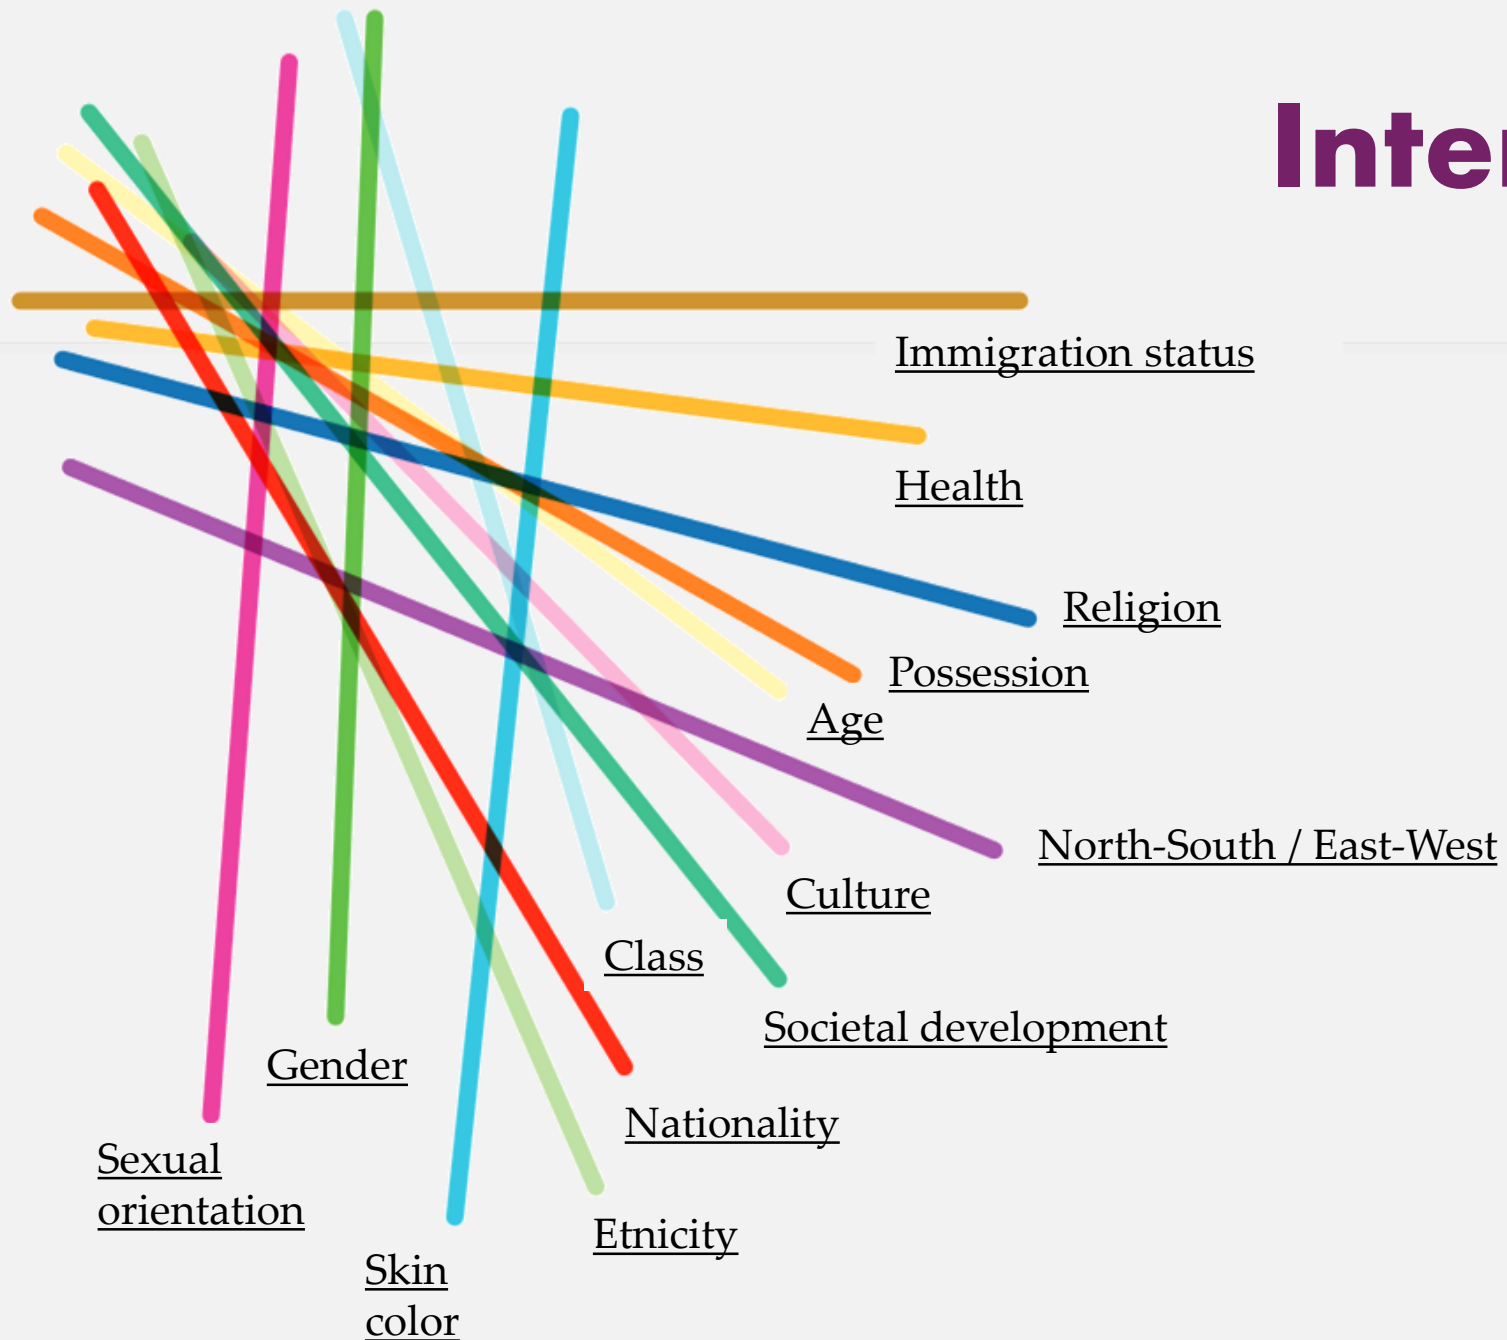 Inter
Immigration status
Health
Religion
Possession
Age
North-South / East-West
Culture
Class
Societal development
Gender
Nationality
Sexual
orientation
Etnicity
Skin
color